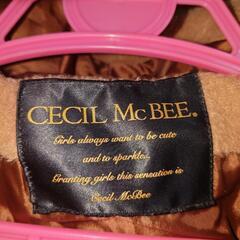 CECIL McBEE®
Girls always want to be cute
and to sparkle..
Granting girls this sensation is
Cecil McBee